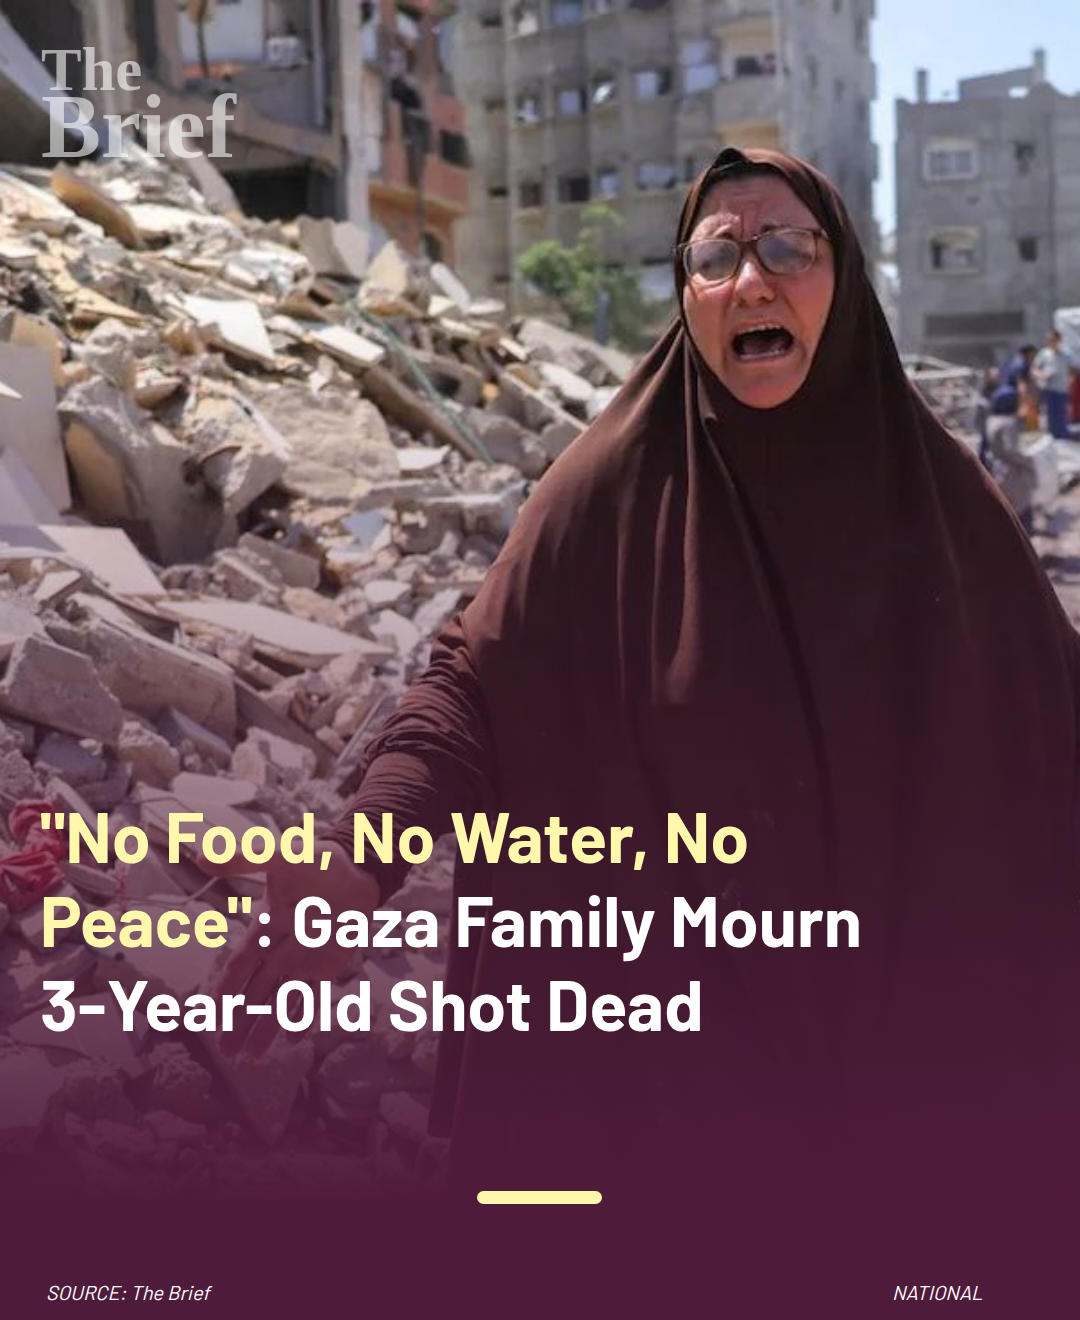 The
Brief
"No Food, No Water, No
Peace": Gaza Family Mourn
3-Year-Old Shot Dead
SOURCE: The Brief
NATIONAL